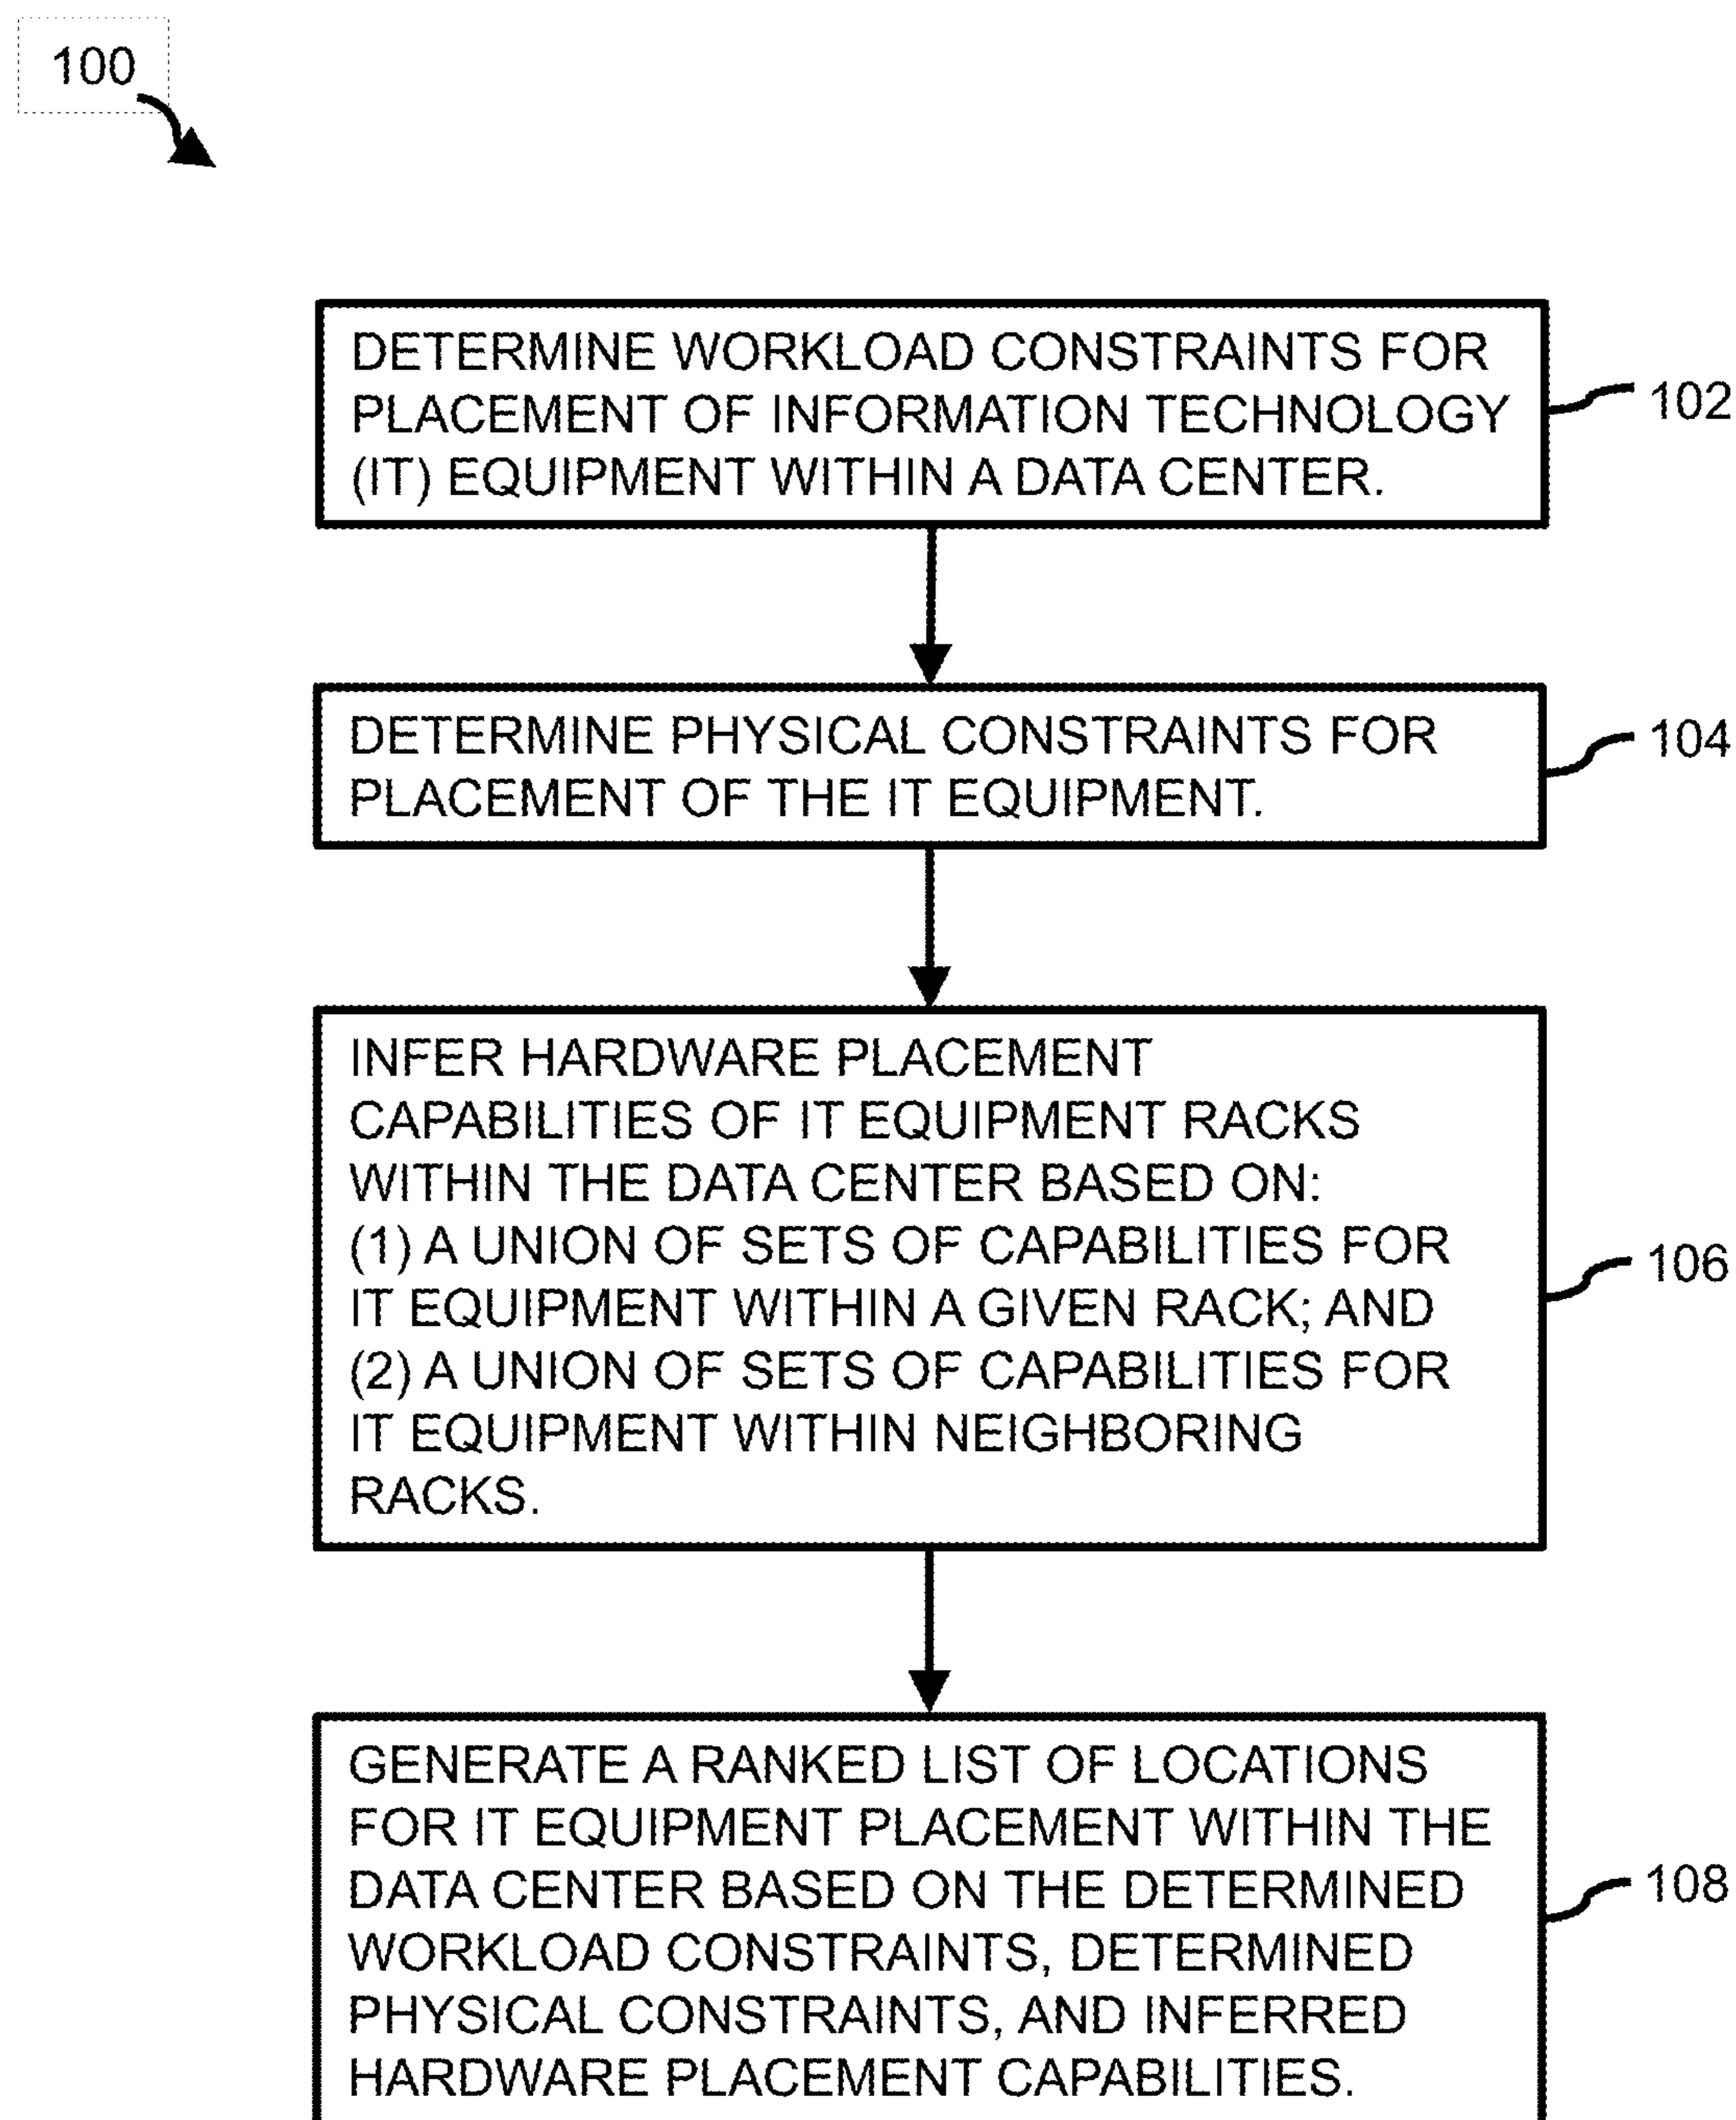 100
DETERMINE WORKLOAD CONSTRAINTS FOR
PLACEMENT OF INFORMATION TECHNOLOGY
(IT) EQUIPMENT WITHIN A DATA CENTER.
102
DETERMINE PHYSICAL CONSTRAINTS FOR
PLACEMENT OF THE IT EQUIPMENT.
104
INFER HARDWARE PLACEMENT
CAPABILITIES OF IT EQUIPMENT RACKS
WITHIN THE DATA CENTER BASED ON:
(1) A UNION OF SETS OF CAPABILITIES FOR
IT EQUIPMENT WITHIN A GIVEN RACK; AND
(2) A UNION OF SETS OF CAPABILITIES FOR
IT EQUIPMENT WITHIN NEIGHBORING
RACKS.
106
GENERATE A RANKED LIST OF LOCATIONS
FOR IT EQUIPMENT PLACEMENT WITHIN THE
DATA CENTER BASED ON THE DETERMINED
WORKLOAD CONSTRAINTS, DETERMINED
PHYSICAL CONSTRAINTS, AND INFERRED
HARDWARE PLACEMENT CAPABILITIES.
108